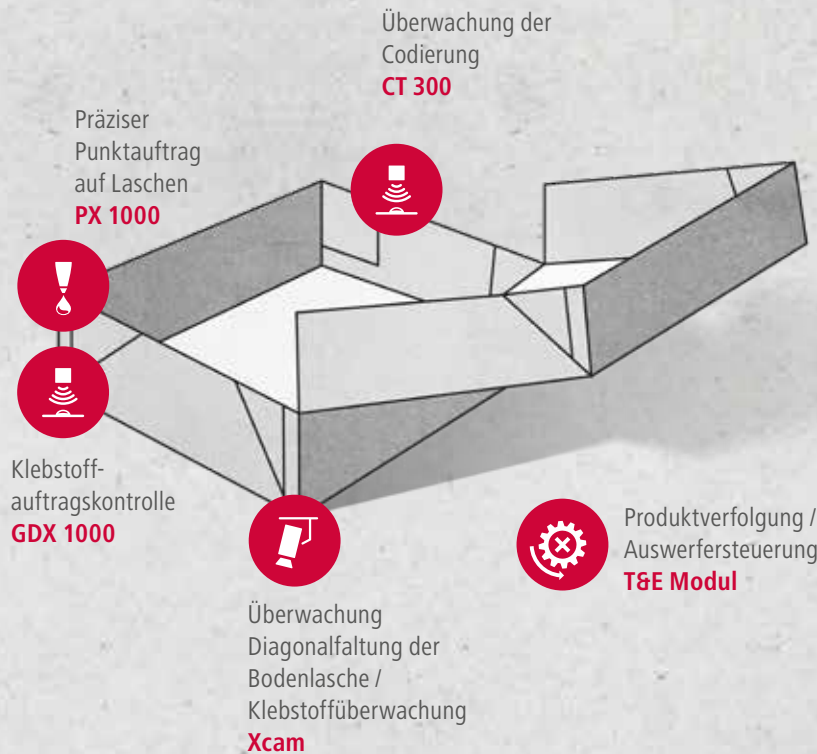 Überwachung der
Codierung
CT 300
Präziser
Punktauftrag
auf Laschen
PX 1000
Klebstoff-
auftragskontrolle
GDX 1000
Produktverfolgung /
Auswerfersteuerung
T&E Modul
Überwachung
Diagonalfaltung der
Bodenlasche /
Klebstoffüberwachung
Xcam